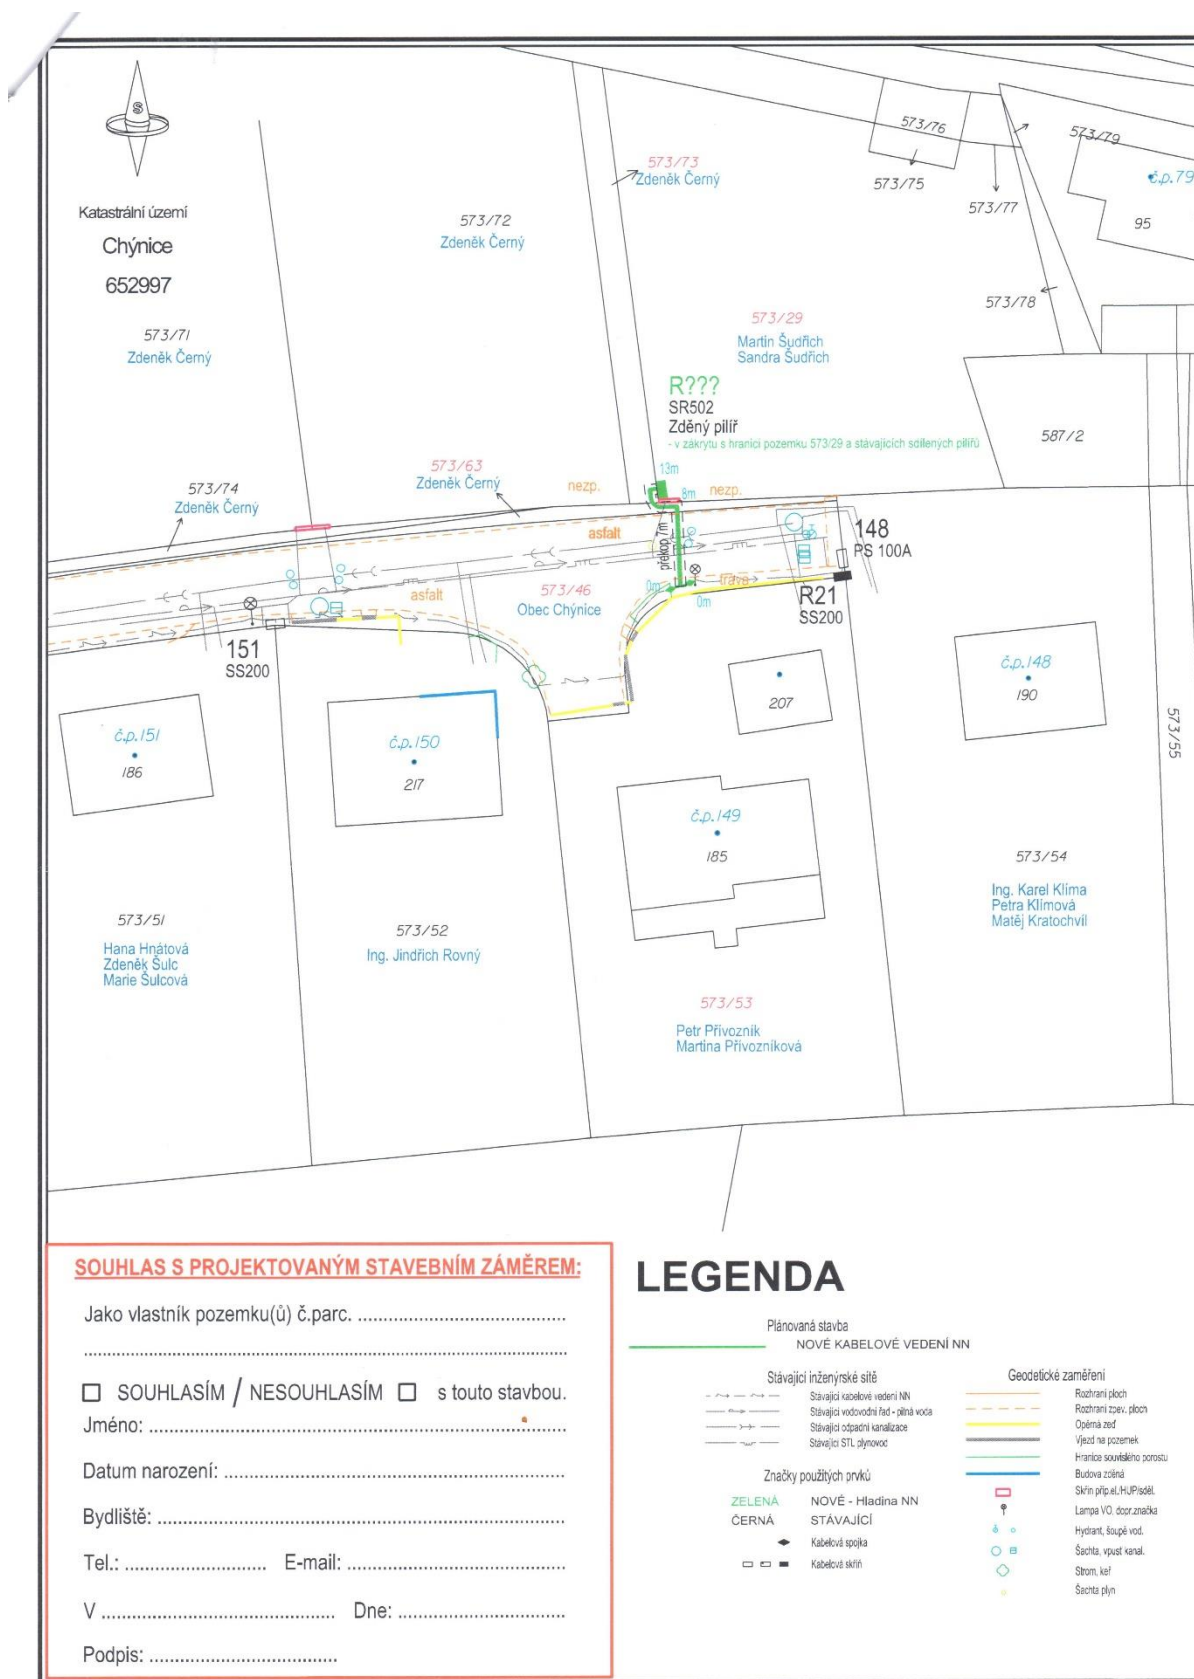 S
573/76
573/79
573/73
Zdeněk Černý
573/75
č.p.79
573/77
95
Katastrální území
Chýnice
652997
573/72
Zdeněk Černý
573/78
573/71
Zdeněk Černý
573/29
Martin Šudřich
Sandra Šudřich
R???
SR502
Zděný pilíř
- v zákrytu s hranicí pozemku 573/29 a stávajících sdílených pilířů
587/2
573/63
Zdeněk Černý
13m
573/74
Zdeněk Černý
nezp.
8m
nezp.
asfalt
překop 7m
148
PS 100A
asfalt
573/46
Obec Chýnice
0m
tráva
0m
R21
SS200
151
SS200
č.p.148
190
207
573/55
č.p.151
186
č.p.150
217
č.p.149
185
573/54
Ing. Karel Klíma
Petra Klímová
Matěj Kratochvíl
573/51
Hana Hnátová
Zdeněk Šulc
Marie Šulcová
573/52
Ing. Jindřich Rovný
573/53
Petr Přívozník
Martina Přívozníková
SOUHLAS S PROJEKTOVANÝM STAVEBNÍM ZÁMĚREM:
Jako vlastník pozemku(ů) č.parc. ........................................
....................................................................................................
SOUHLASÍM / NESOUHLASÍM s touto stavbou.
Jméno: ....................................................................................
Datum narození: ..................................................................
Bydliště: ................................................................................
Tel.: ............................ E-mail: ...........................................
V .............................................. Dne: .................................
Podpis: .....................................
LEGENDA
Plánovaná stavba
NOVÉ KABELOVÉ VEDENÍ NN
Stávající inženýrské sítě
Stávající kabelové vedení NN
Stávající vodovodní řad - pitná voda
Stávající odpadní kanalizace
Stávající STL plynovod
Značky použitých prvků
ZELENÁ NOVÉ - Hladina NN
ČERNÁ STÁVAJÍCÍ
Kabelová spojka
Kabelová skříň
Geodetické zaměření
Rozhraní ploch
Rozhraní zpev. ploch
Opěrná zeď
Vjezd na pozemek
Hranice souvislého porostu
Budova zděná
Skříň příp.el./HUP/sděl.
Lampa VO, dopr.značka
Hydrant, šoupě vod.
Šachta, vpust kanal.
Strom, keř
Šachta plyn